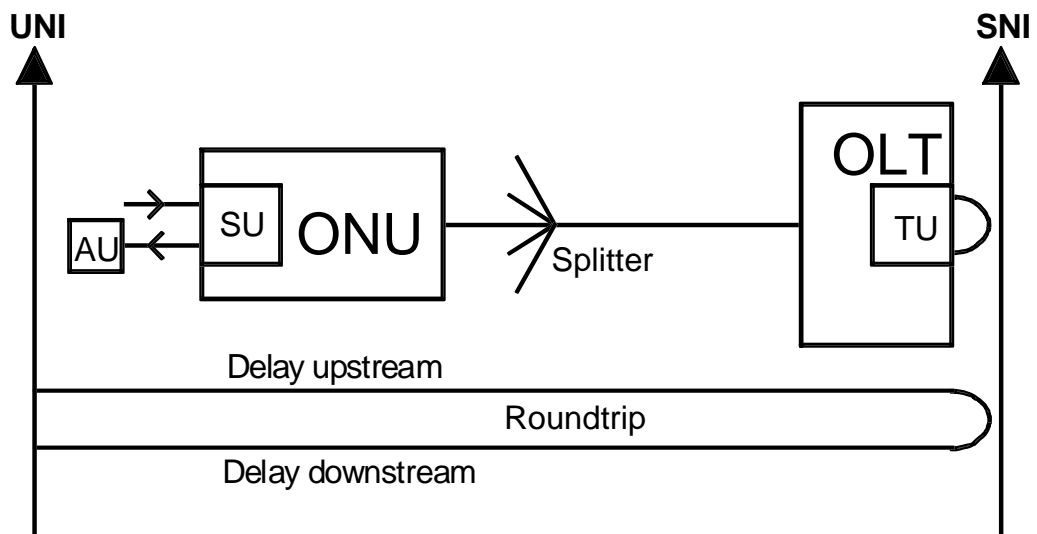 UNI
SNI
OLT
SU
ONU
TU
AU
Splitter
Delay upstream
Roundtrip
Delay downstream